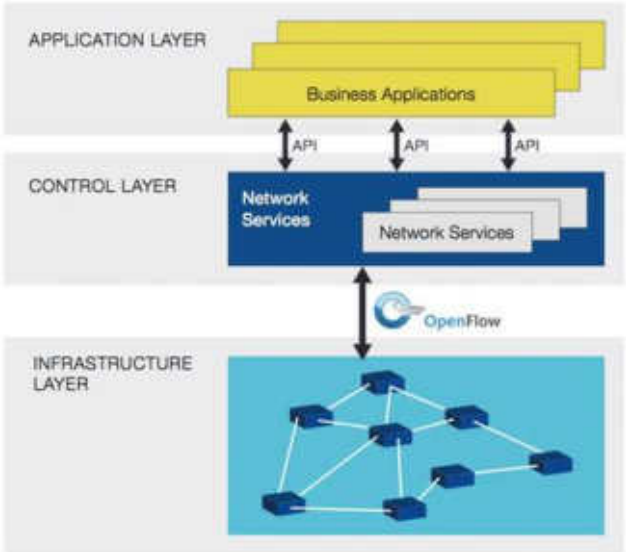 APPLICATION LAYER
Business Applications
API
API
API
CONTROL LAYER
Network
Services
Network Services
OpenFlow
INFRASTRUCTURE
LAYER